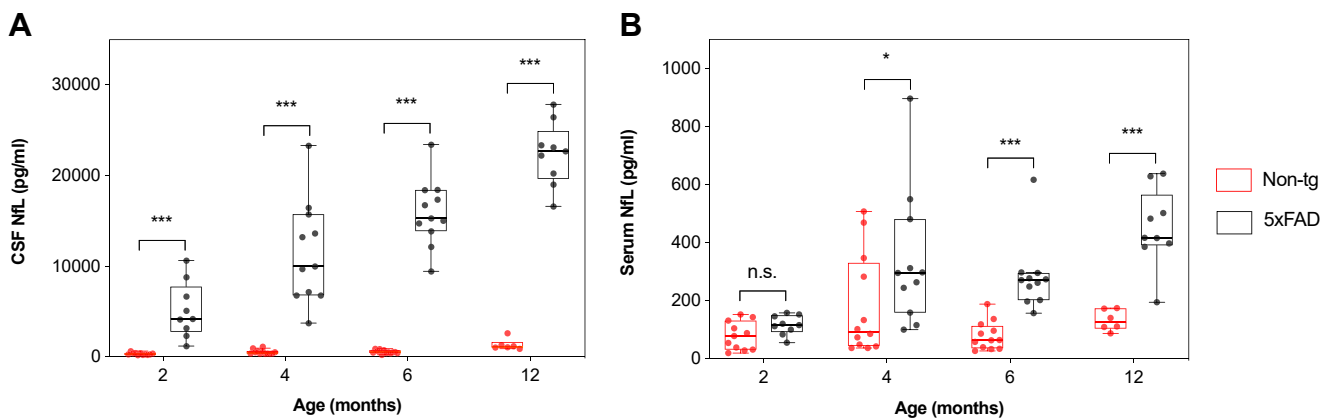 A
CSF NfL (pg/ml)
30000
20000
10000
0
***
***
***
***
2
4
6
12
Age (months)
B
Serum NfL (pg/ml)
1000
800
600
400
200
0
n.s.
*
***
***
2
4
6
12
Age (months)
Non-tg
5xFAD